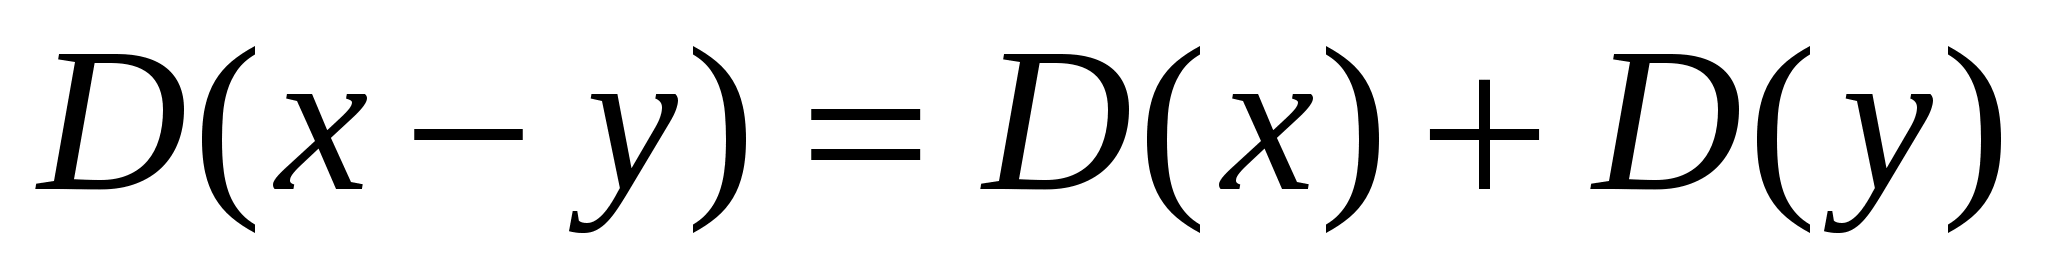 D(x − y) = D(x) + D(y)